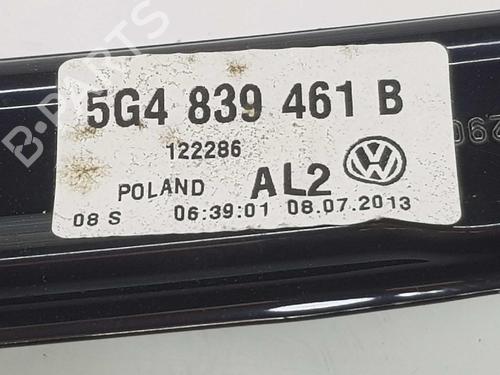 5G4 839 461 B
122286
POLAND AL2
08 S 06:39:01 08.07.2013
B-PARTS